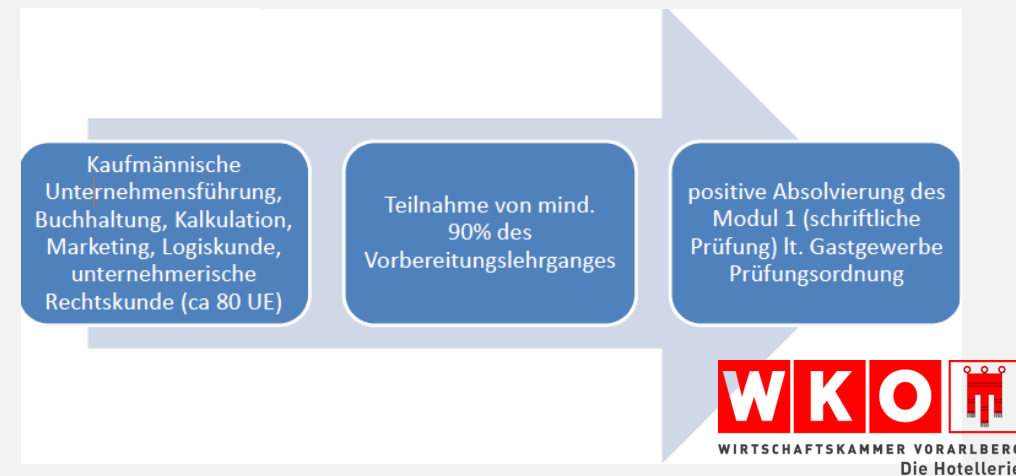 Kaufmännische
Unternehmensführung,
Buchhaltung, Kalkulation,
Marketing, Logiskunde,
unternehmerische
Rechtskunde (ca 80 UE)
Teilnahme von mind.
90% des
Vorbereitungslehrganges
positive Absolvierung des
Modul 1 (schriftliche
Prüfung) lt. Gastgewerbe
Prüfungsordnung
WKO
WIRTSCHAFTSKAMMER VORARLBERG
Die Hotellerie